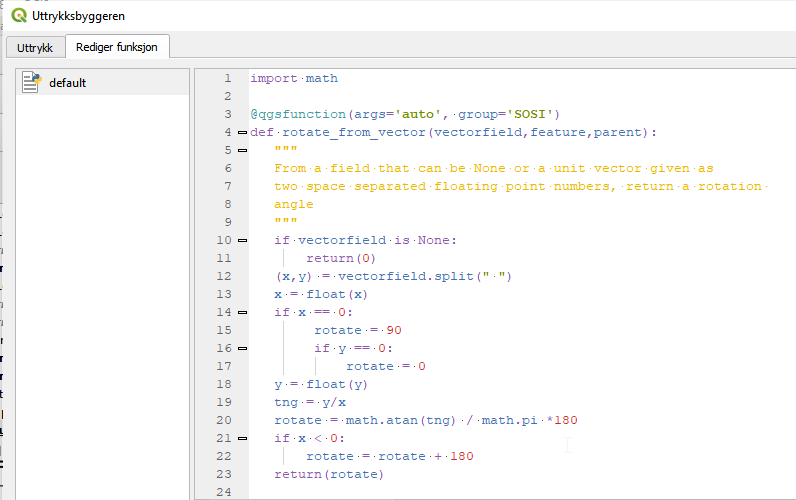 Uttrykksbyggeren
Uttrykk
Rediger funksjon
default
1 import math
2
3 @qgsfunction(args='auto', group='SOSI')
4 def rotate_from_vector(vectorfield,feature,parent):
5 """
6 From a field that can be None or a unit vector given as
7 two space separated floating point numbers, return a rotation
8 angle
9 """
10 if vectorfield is None:
11 return(0)
12 (x,y) = vectorfield.split(" ")
13 x = float(x)
14 if x == 0:
15 rotate = 90
16 if y == 0:
17 rotate = 0
18 y = float(y)
19 tng = y/x
20 rotate = math.atan(tng) / math.pi *180
21 if x < 0:
22 rotate = rotate + 180
23 return(rotate)
24